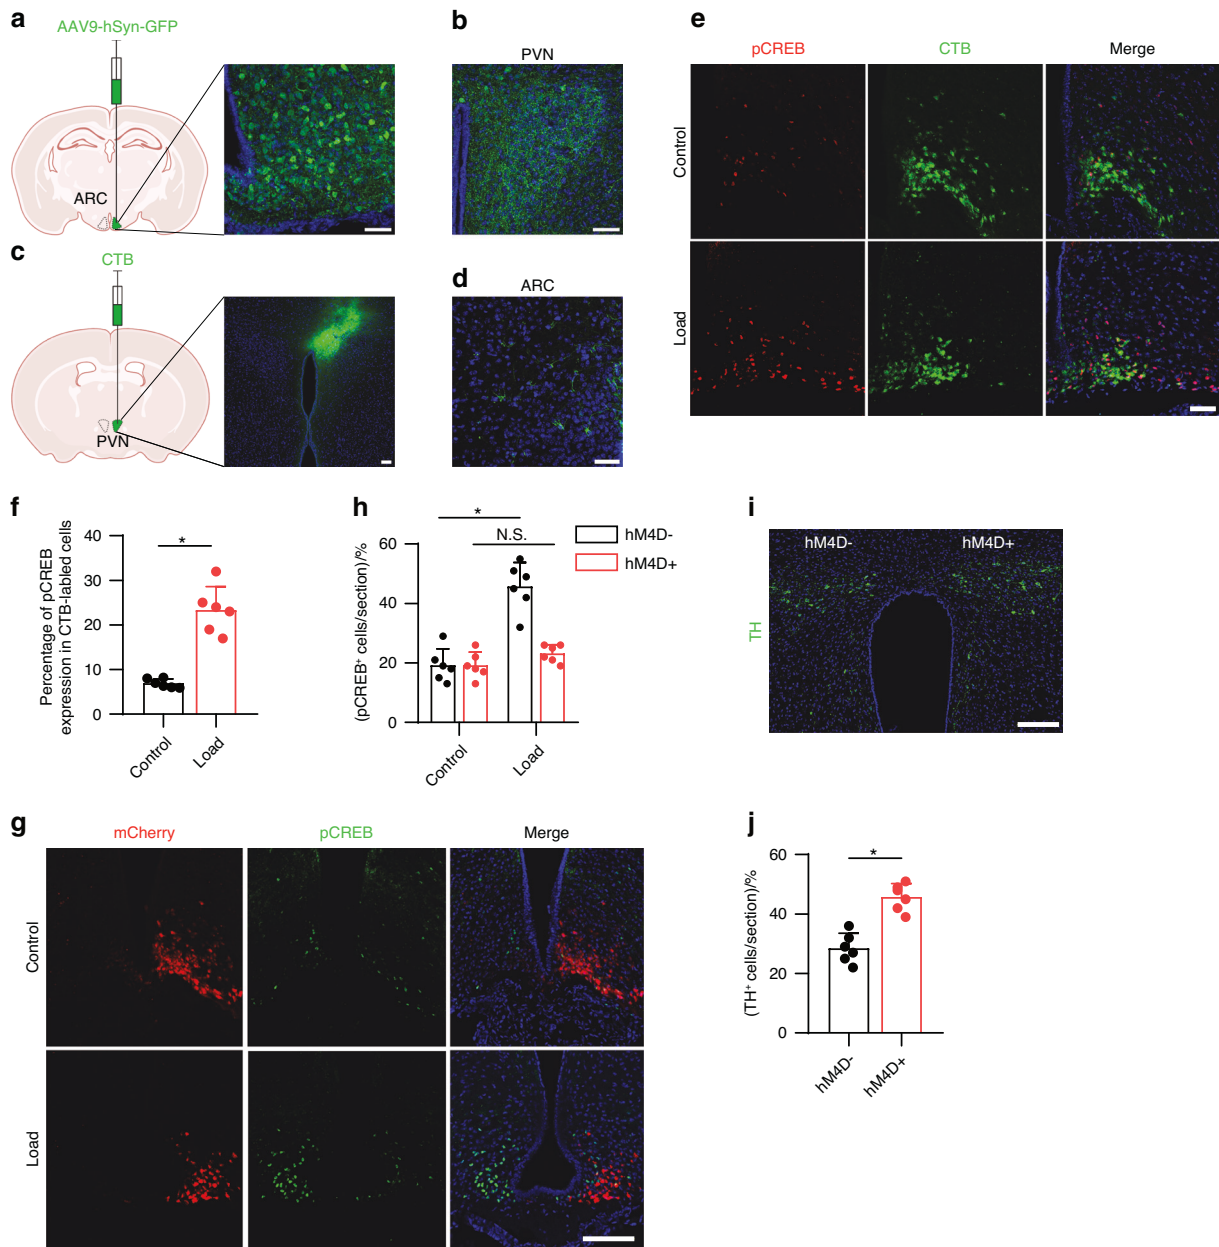 a
AAV9-hSyn-GFP
ARC
b
PVN
c
CTB
PVN
d
ARC
e
pCREB
CTB
Merge
Control
Load
f
Percentage of pCREB
expression in CTB-labled cells
40
30
20
10
0
*
Control
Load
h
(pCREB⁺ cells/section)/%
60
40
20
0
*
N.S.
hM4D-
hM4D+
Control
Load
i
hM4D-
hM4D+
TH
g
mCherry
pCREB
Merge
Control
Load
j
(TH⁺ cells/section)/%
60
40
20
0
*
hM4D-
hM4D+